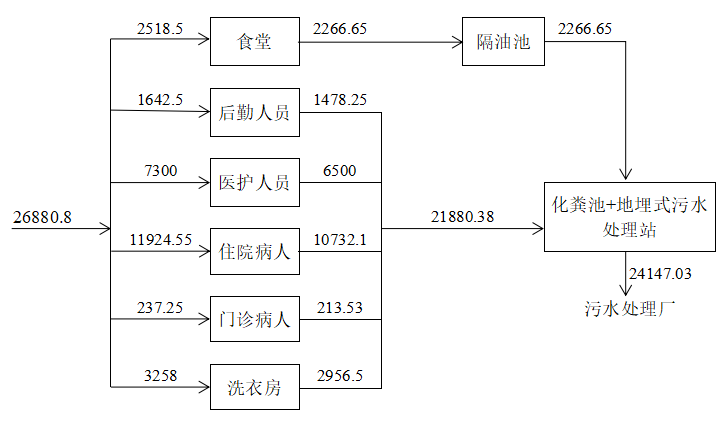 2518.5 食堂 2266.65 隔油池 2266.65
1642.5 后勤人员 1478.25
7300 医护人员 6500
26880.8
11924.55 住院病人 10732.1
21880.38
化粪池+地埋式污水
处理站
24147.03
污水处理厂
237.25 门诊病人 213.53
3258 洗衣房 2956.5